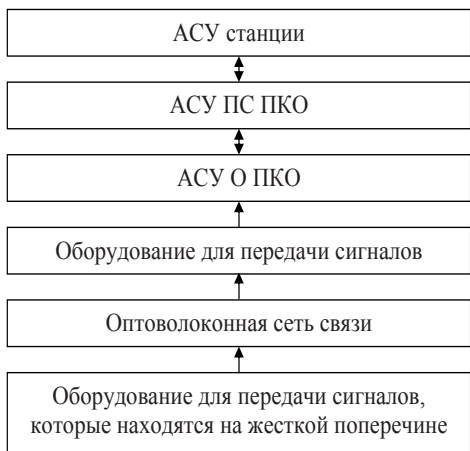 АСУ станции
АСУ ПС ПКО
АСУ О ПКО
Оборудование для передачи сигналов
Оптоволоконная сеть связи
Оборудование для передачи сигналов,
которые находятся на жесткой поперечине